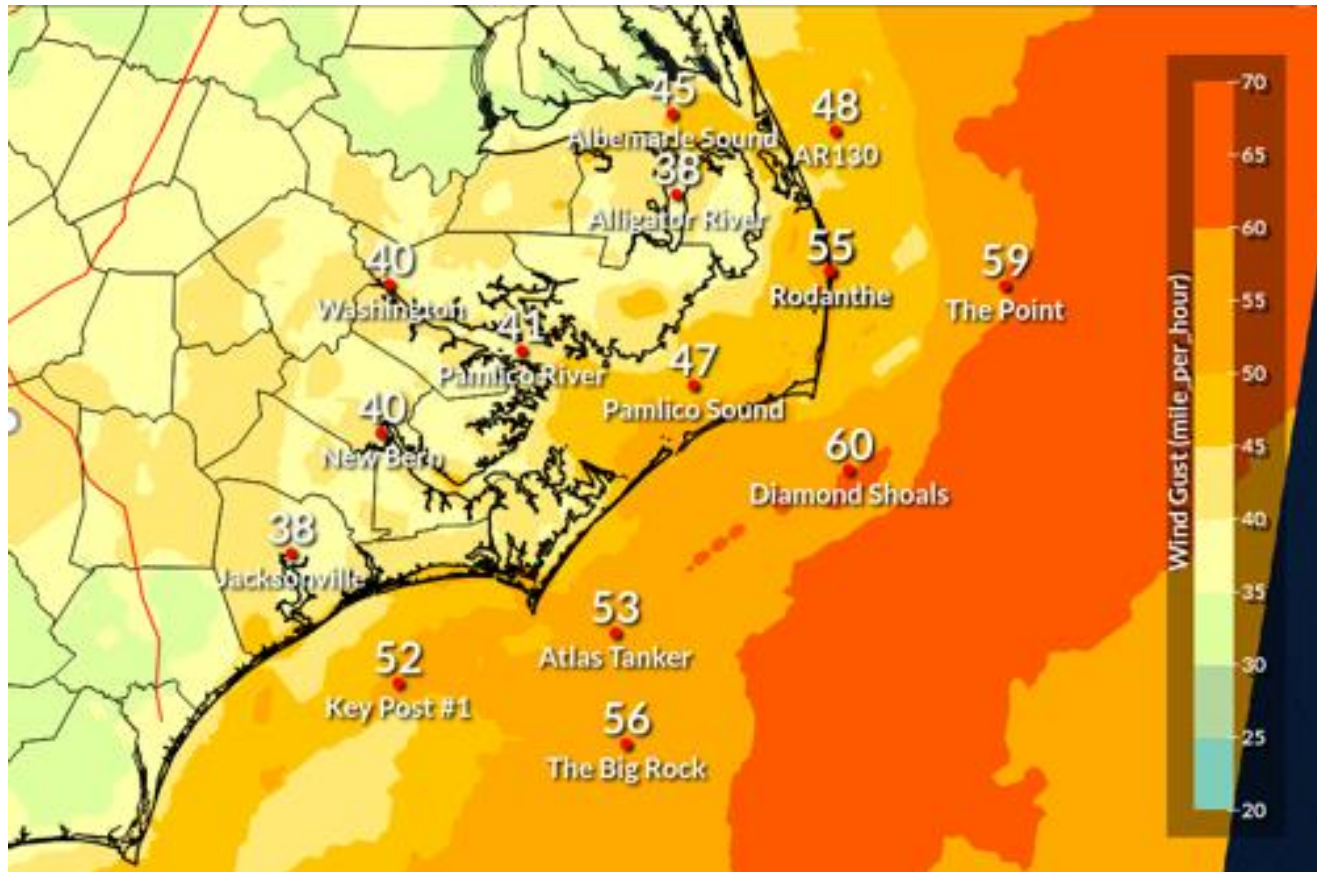 45
Albemarle Sound
48
AR130
38
Alligator River
55
Rodanthe
59
The Point
40
Washington
41
Pamlico River
47
Pamlico Sound
40
New Bern
60
Diamond Shoals
38
Jacksonville
53
Atlas Tanker
52
Key Post #1
56
The Big Rock
Wind Gust (mile_per_hour)
70
65
60
55
50
45
40
35
30
25
20